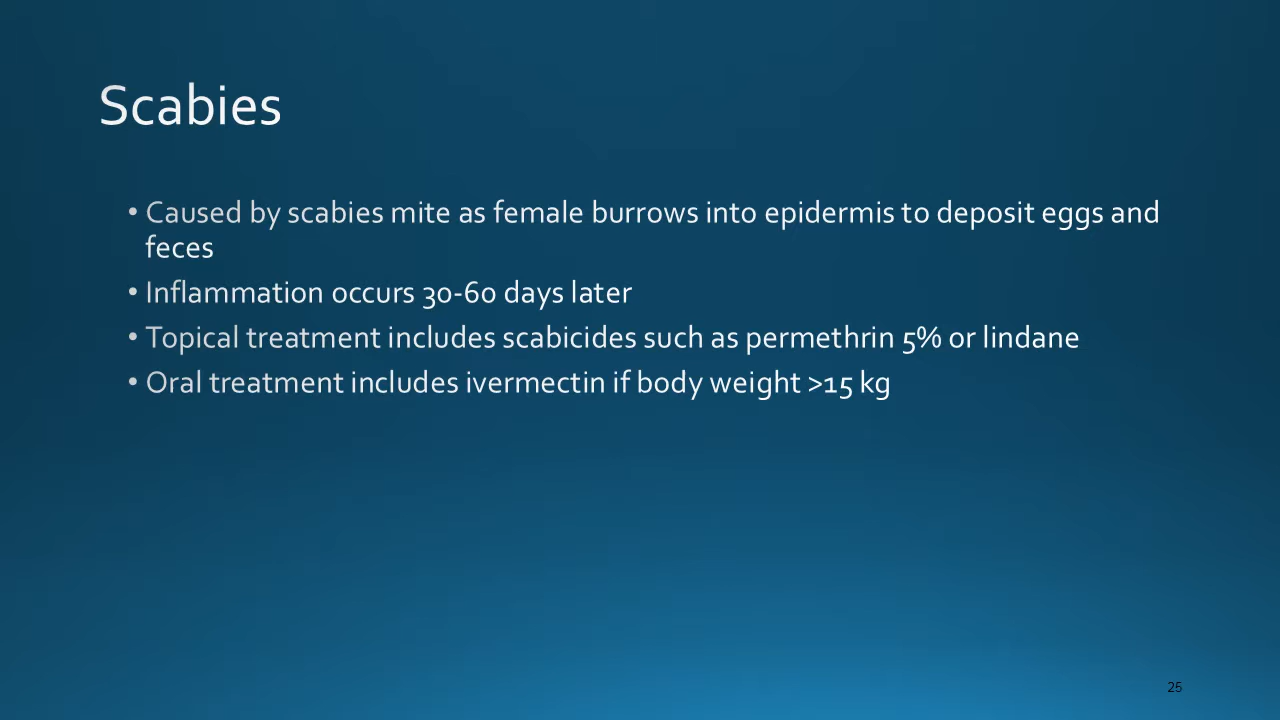 Scabies
• Caused by scabies mite as female burrows into epidermis to deposit eggs and
feces
• Inflammation occurs 30-60 days later
• Topical treatment includes scabicides such as permethrin 5% or lindane
• Oral treatment includes ivermectin if body weight >15 kg
25